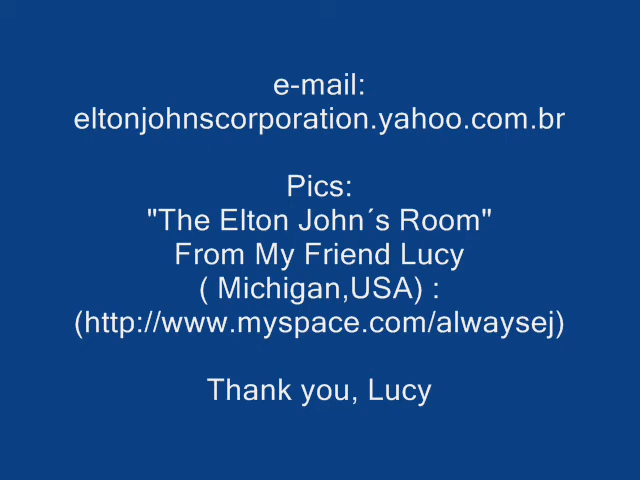 e-mail:
eltonjohnscorporation.yahoo.com.br
Pics:
"The Elton John´s Room"
From My Friend Lucy
( Michigan,USA) :
(http://www.myspace.com/alwaysej)
Thank you, Lucy